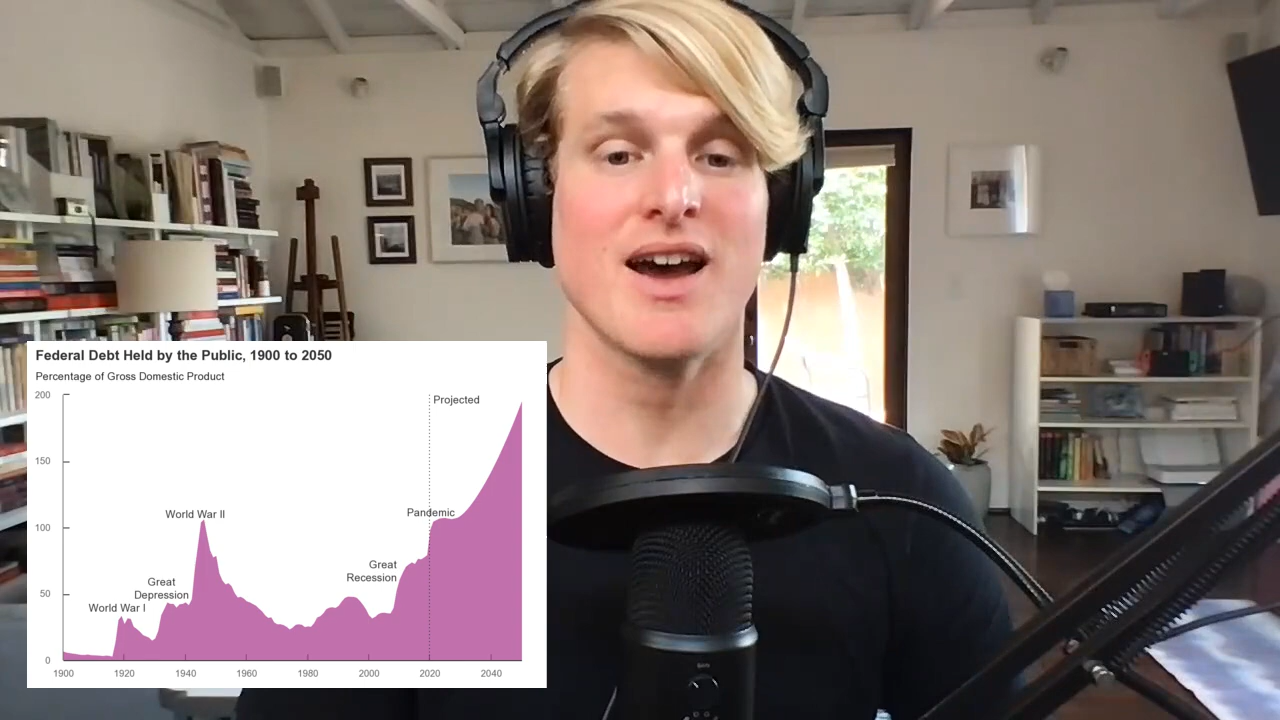 Federal Debt Held by the Public, 1900 to 2050
Percentage of Gross Domestic Product
200
Projected
150
World War II
Pandemic
100
Great
Recession
Great
Depression
50
World War I
0
1900
1920
1940
1960
1980
2000
2020
2040